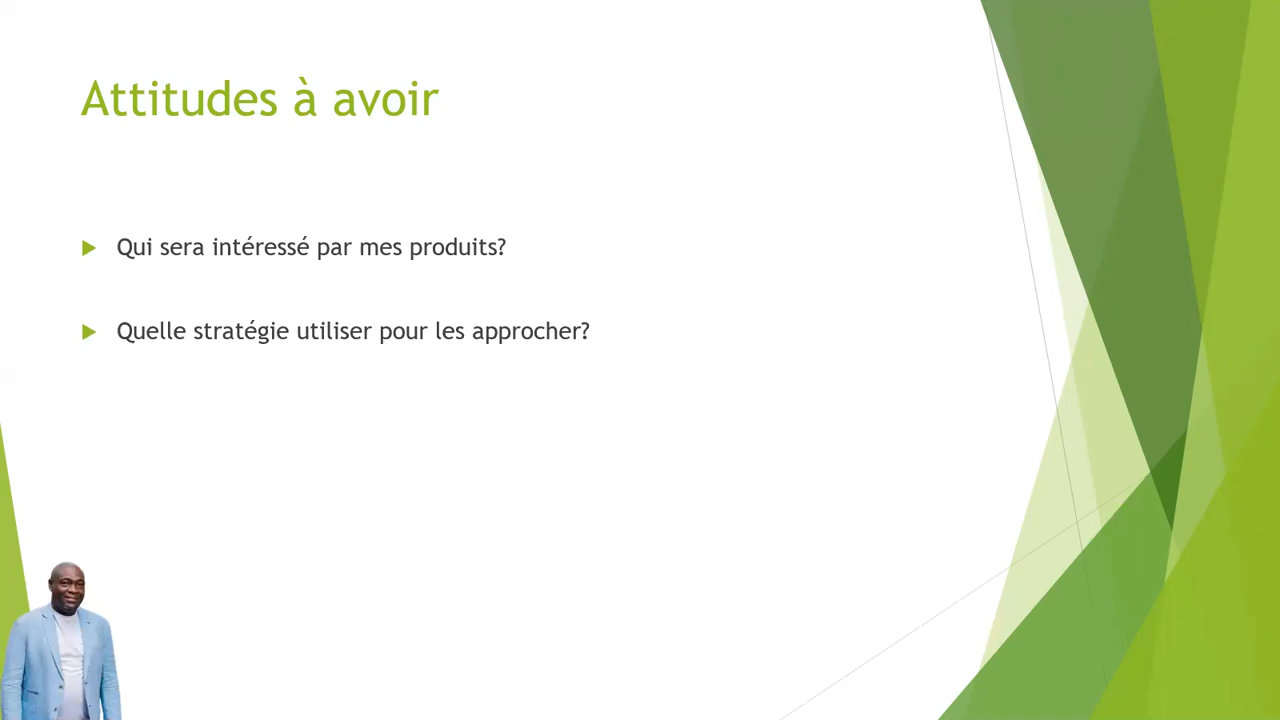 Attitudes à avoir
Qui sera intéressé par mes produits?
Quelle stratégie utiliser pour les approcher?